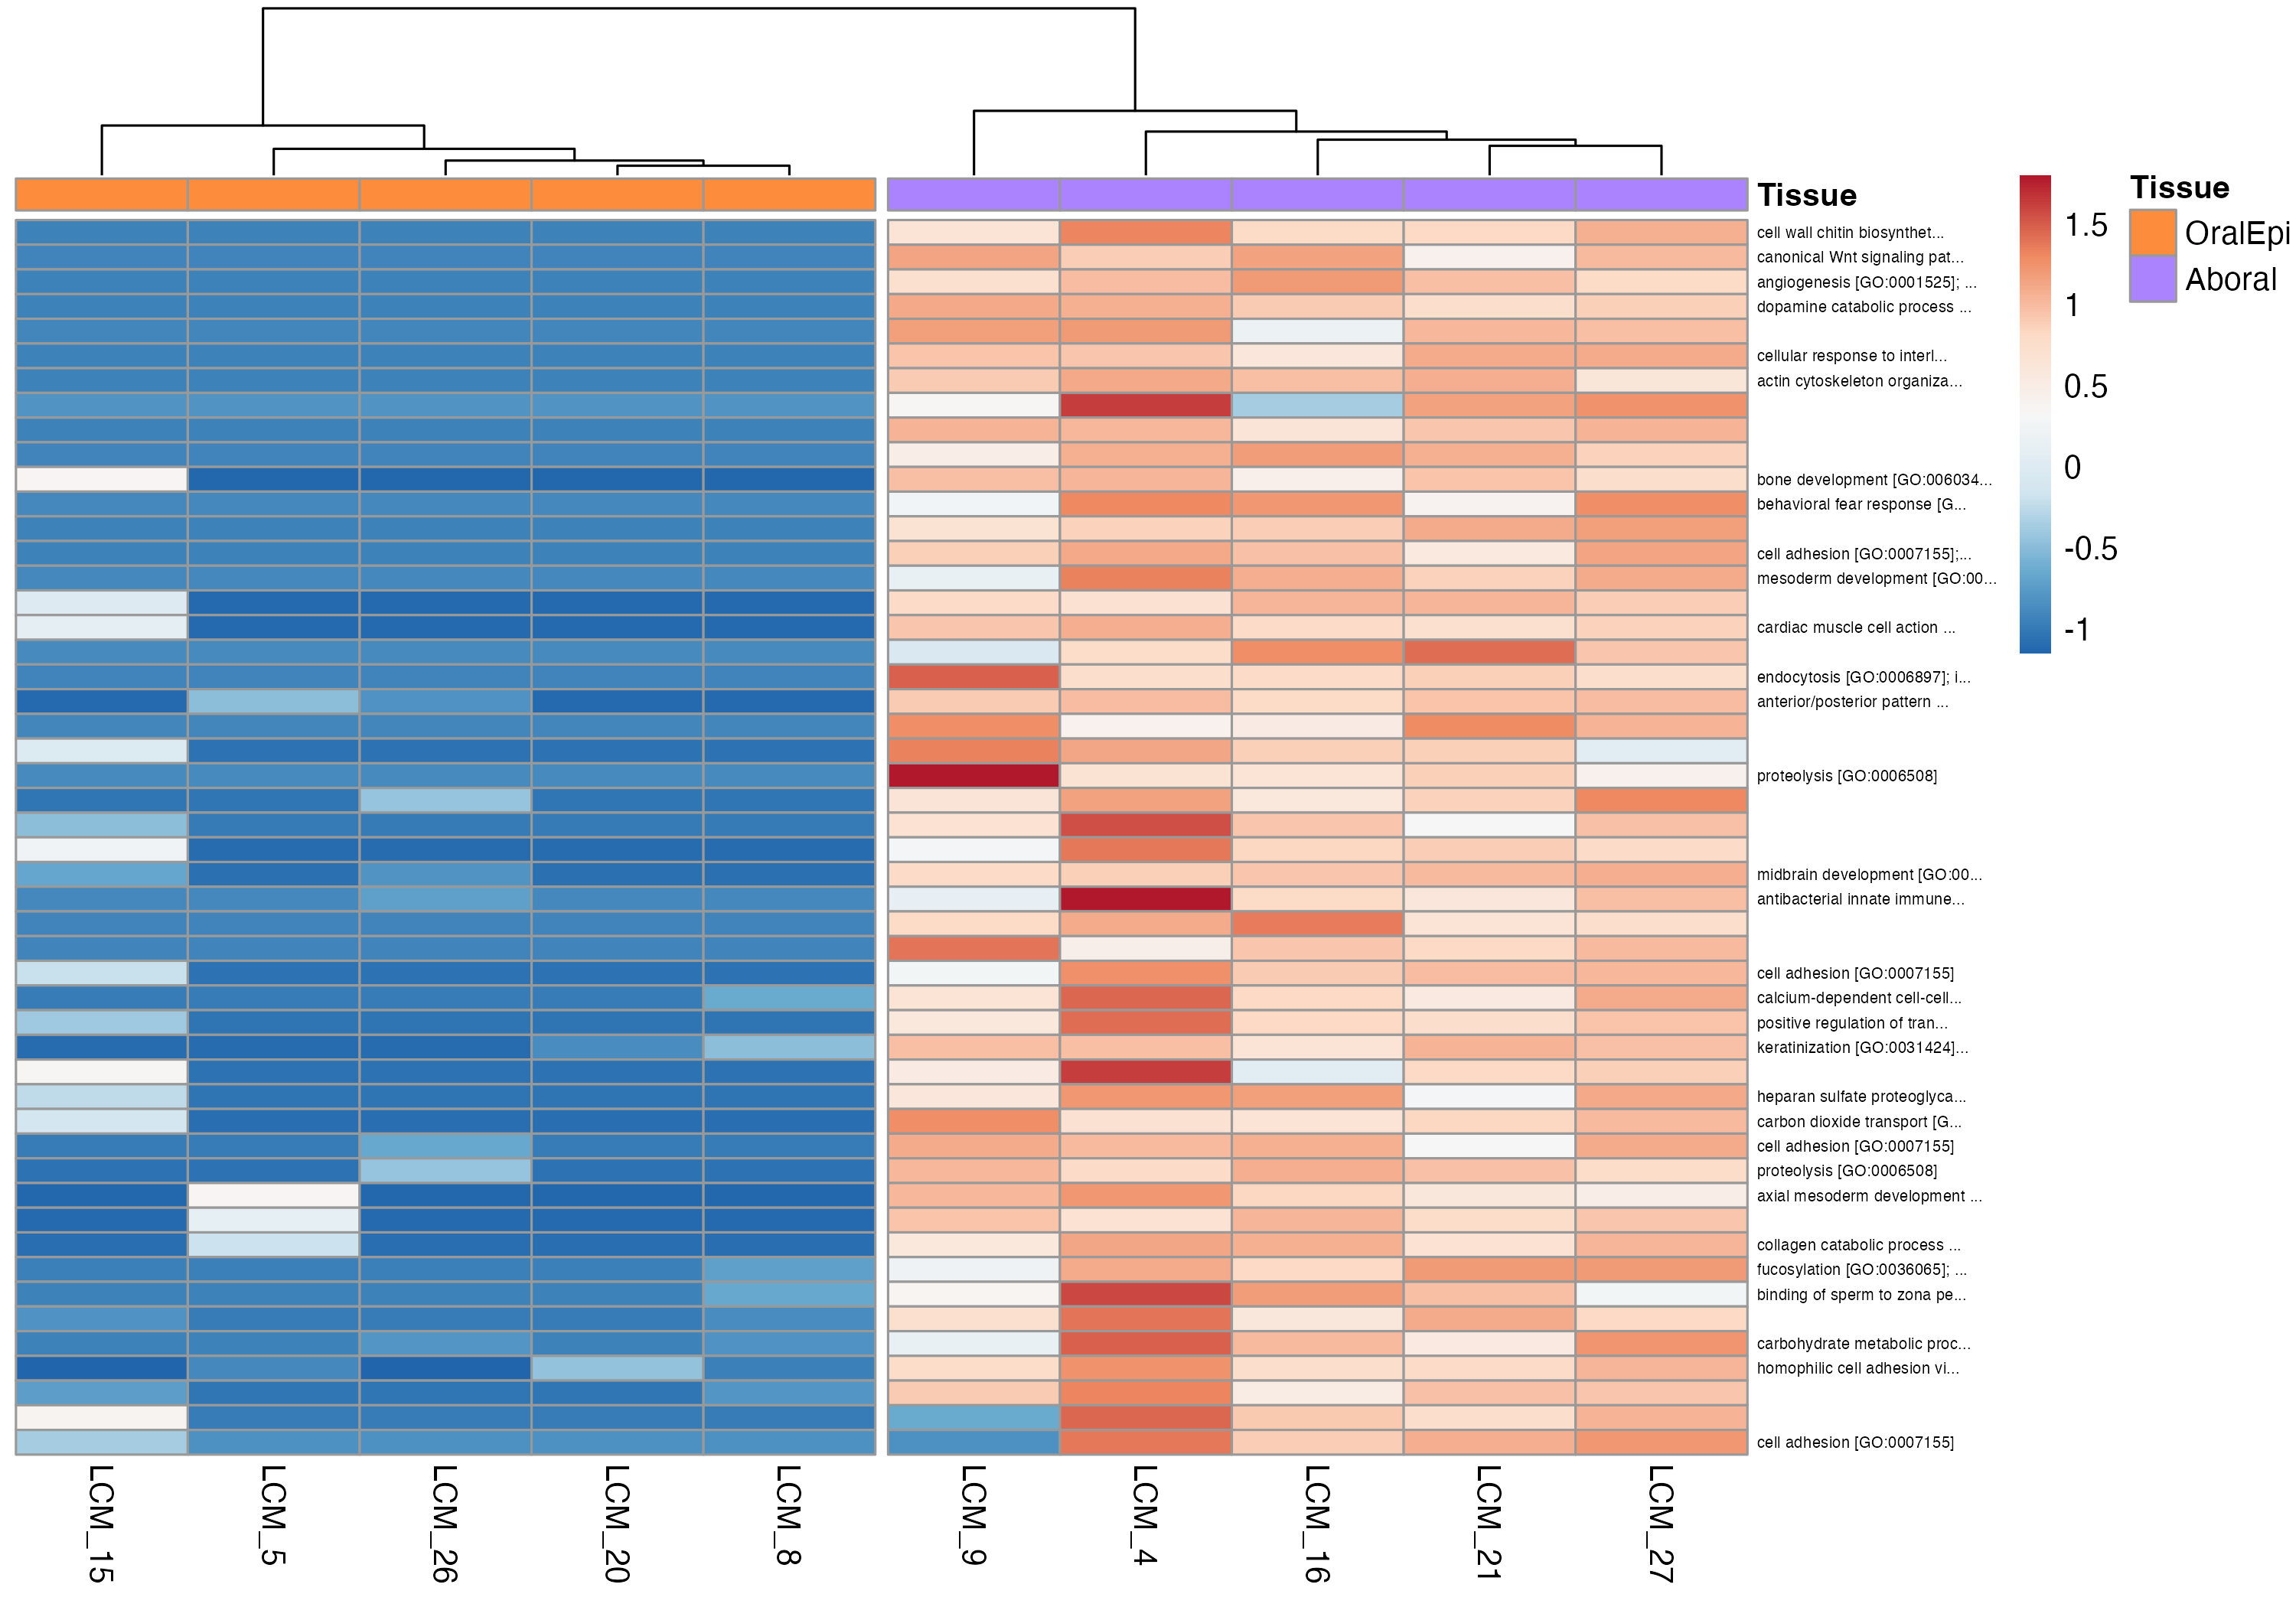 Tissue
cell wall chitin biosynthet...
canonical Wnt signaling pat...
angiogenesis [GO:0001525]; ...
dopamine catabolic process ...
cellular response to interl...
actin cytoskeleton organiza...
bone development [GO:006034...
behavioral fear response [G...
cell adhesion [GO:0007155];...
mesoderm development [GO:00...
cardiac muscle cell action ...
endocytosis [GO:0006897]; i...
anterior/posterior pattern ...
proteolysis [GO:0006508]
midbrain development [GO:00...
antibacterial innate immune...
cell adhesion [GO:0007155]
calcium-dependent cell-cell...
positive regulation of tran...
keratinization [GO:0031424]...
heparan sulfate proteoglyca...
carbon dioxide transport [G...
cell adhesion [GO:0007155]
proteolysis [GO:0006508]
axial mesoderm development ...
collagen catabolic process ...
fucosylation [GO:0036065]; ...
binding of sperm to zona pe...
carbohydrate metabolic proc...
homophilic cell adhesion vi...
cell adhesion [GO:0007155]
1.5
1
0.5
0
-0.5
-1
Tissue
OralEpi
Aboral
LCM_15
LCM_5
LCM_26
LCM_20
LCM_8
LCM_9
LCM_4
LCM_16
LCM_21
LCM_27